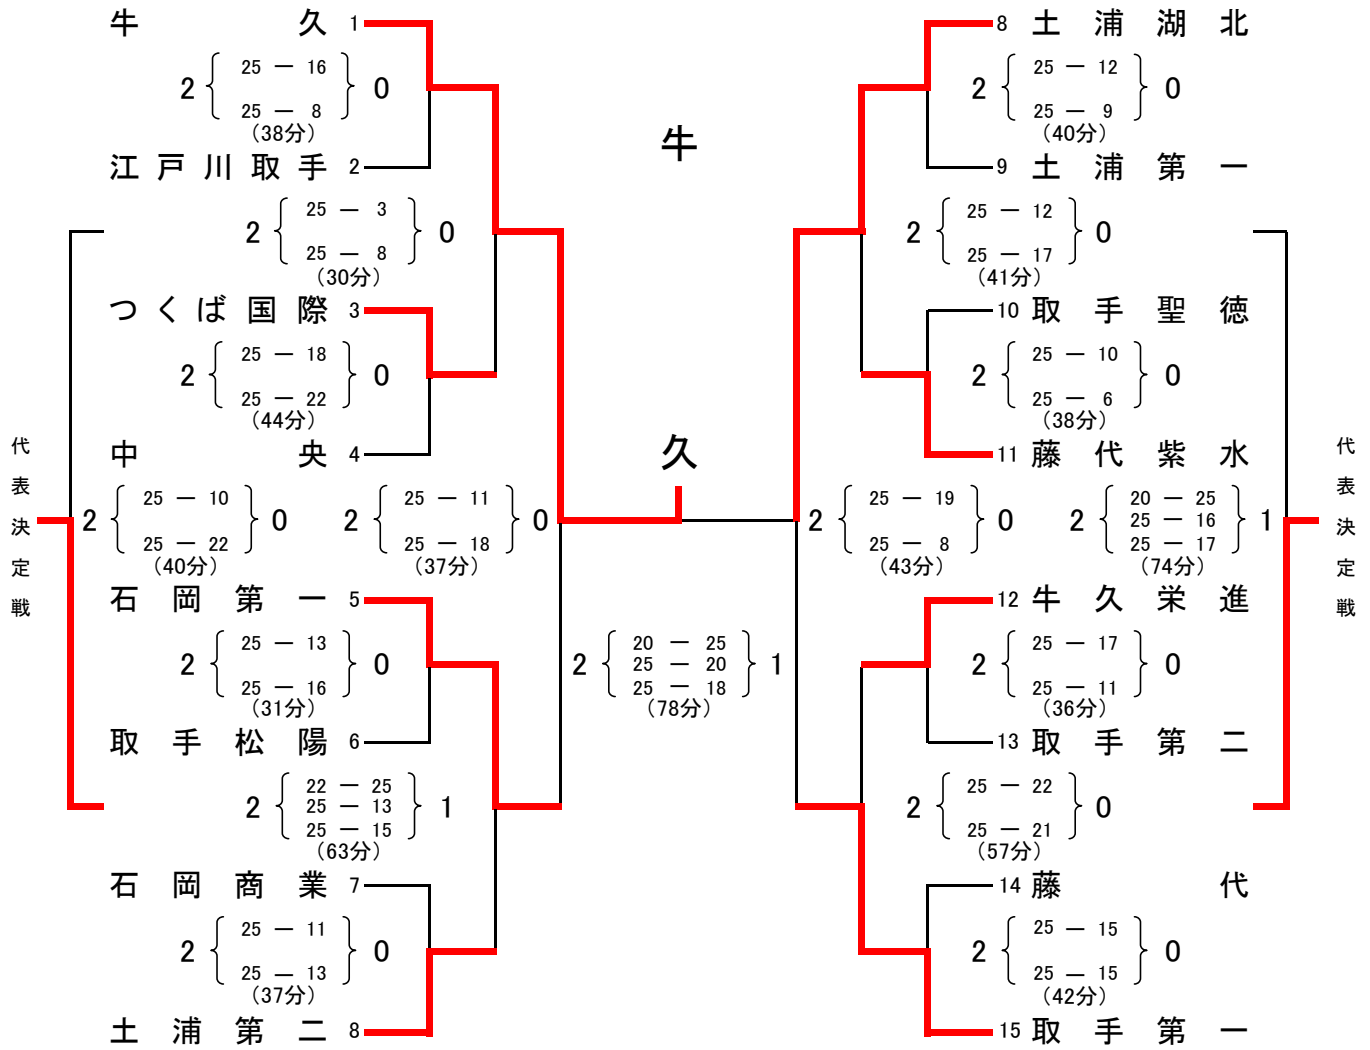 牛久 1
2 25 — 16 0
25 — 8
(38分)
江戸川取手 2
2 25 — 3 0
25 — 8
(30分)
つくば国際 3
2 25 — 18 0
25 — 22
(44分)
中央 4
代表決定戦
2 25 — 10 0
25 — 22
(40分)
2 25 — 11 0
25 — 18
(37分)
石岡第一 5
2 25 — 13 0
25 — 16
(31分)
取手松陽 6
2 22 — 25 1
25 — 13
25 — 15
(63分)
石岡商業 7
2 25 — 11 0
25 — 13
(37分)
土浦第二 8
牛久
2 20 — 25 1
25 — 20
25 — 18
(78分)
8 土浦湖北
2 25 — 12 0
25 — 9
(40分)
9 土浦第一
2 25 — 12 0
25 — 17
(41分)
10 取手聖徳
2 25 — 10 0
25 — 6
(38分)
11 藤代紫水
2 25 — 19 0
25 — 8
(43分)
2 20 — 25 1
25 — 16
25 — 17
(74分)
代表決定戦
12 牛久栄進
2 25 — 17 0
25 — 11
(36分)
13 取手第二
2 25 — 22 0
25 — 21
(57分)
14 藤代
2 25 — 15 0
25 — 15
(42分)
15 取手第一